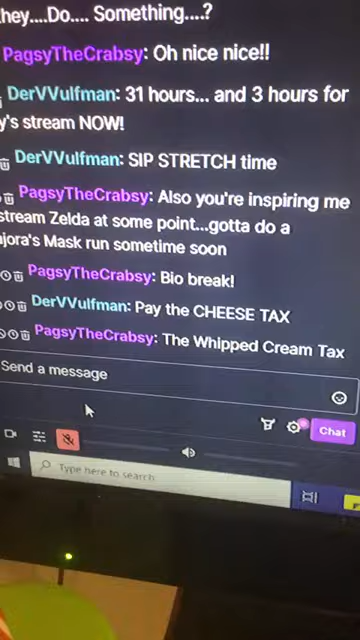 hey....Do.... Something....?
PagsyTheCrabsy: Oh nice nice!!
DerVVulfman: 31 hours... and 3 hours for
y's stream NOW!
DerVVulfman: SIP STRETCH time
PagsyTheCrabsy: Also you're inspiring me
stream Zelda at some point...gotta do a
ajora's Mask run sometime soon
PagsyTheCrabsy: Bio break!
DerVVulfman: Pay the CHEESE TAX
PagsyTheCrabsy: The Whipped Cream Tax
Send a message
Chat
Type here to search